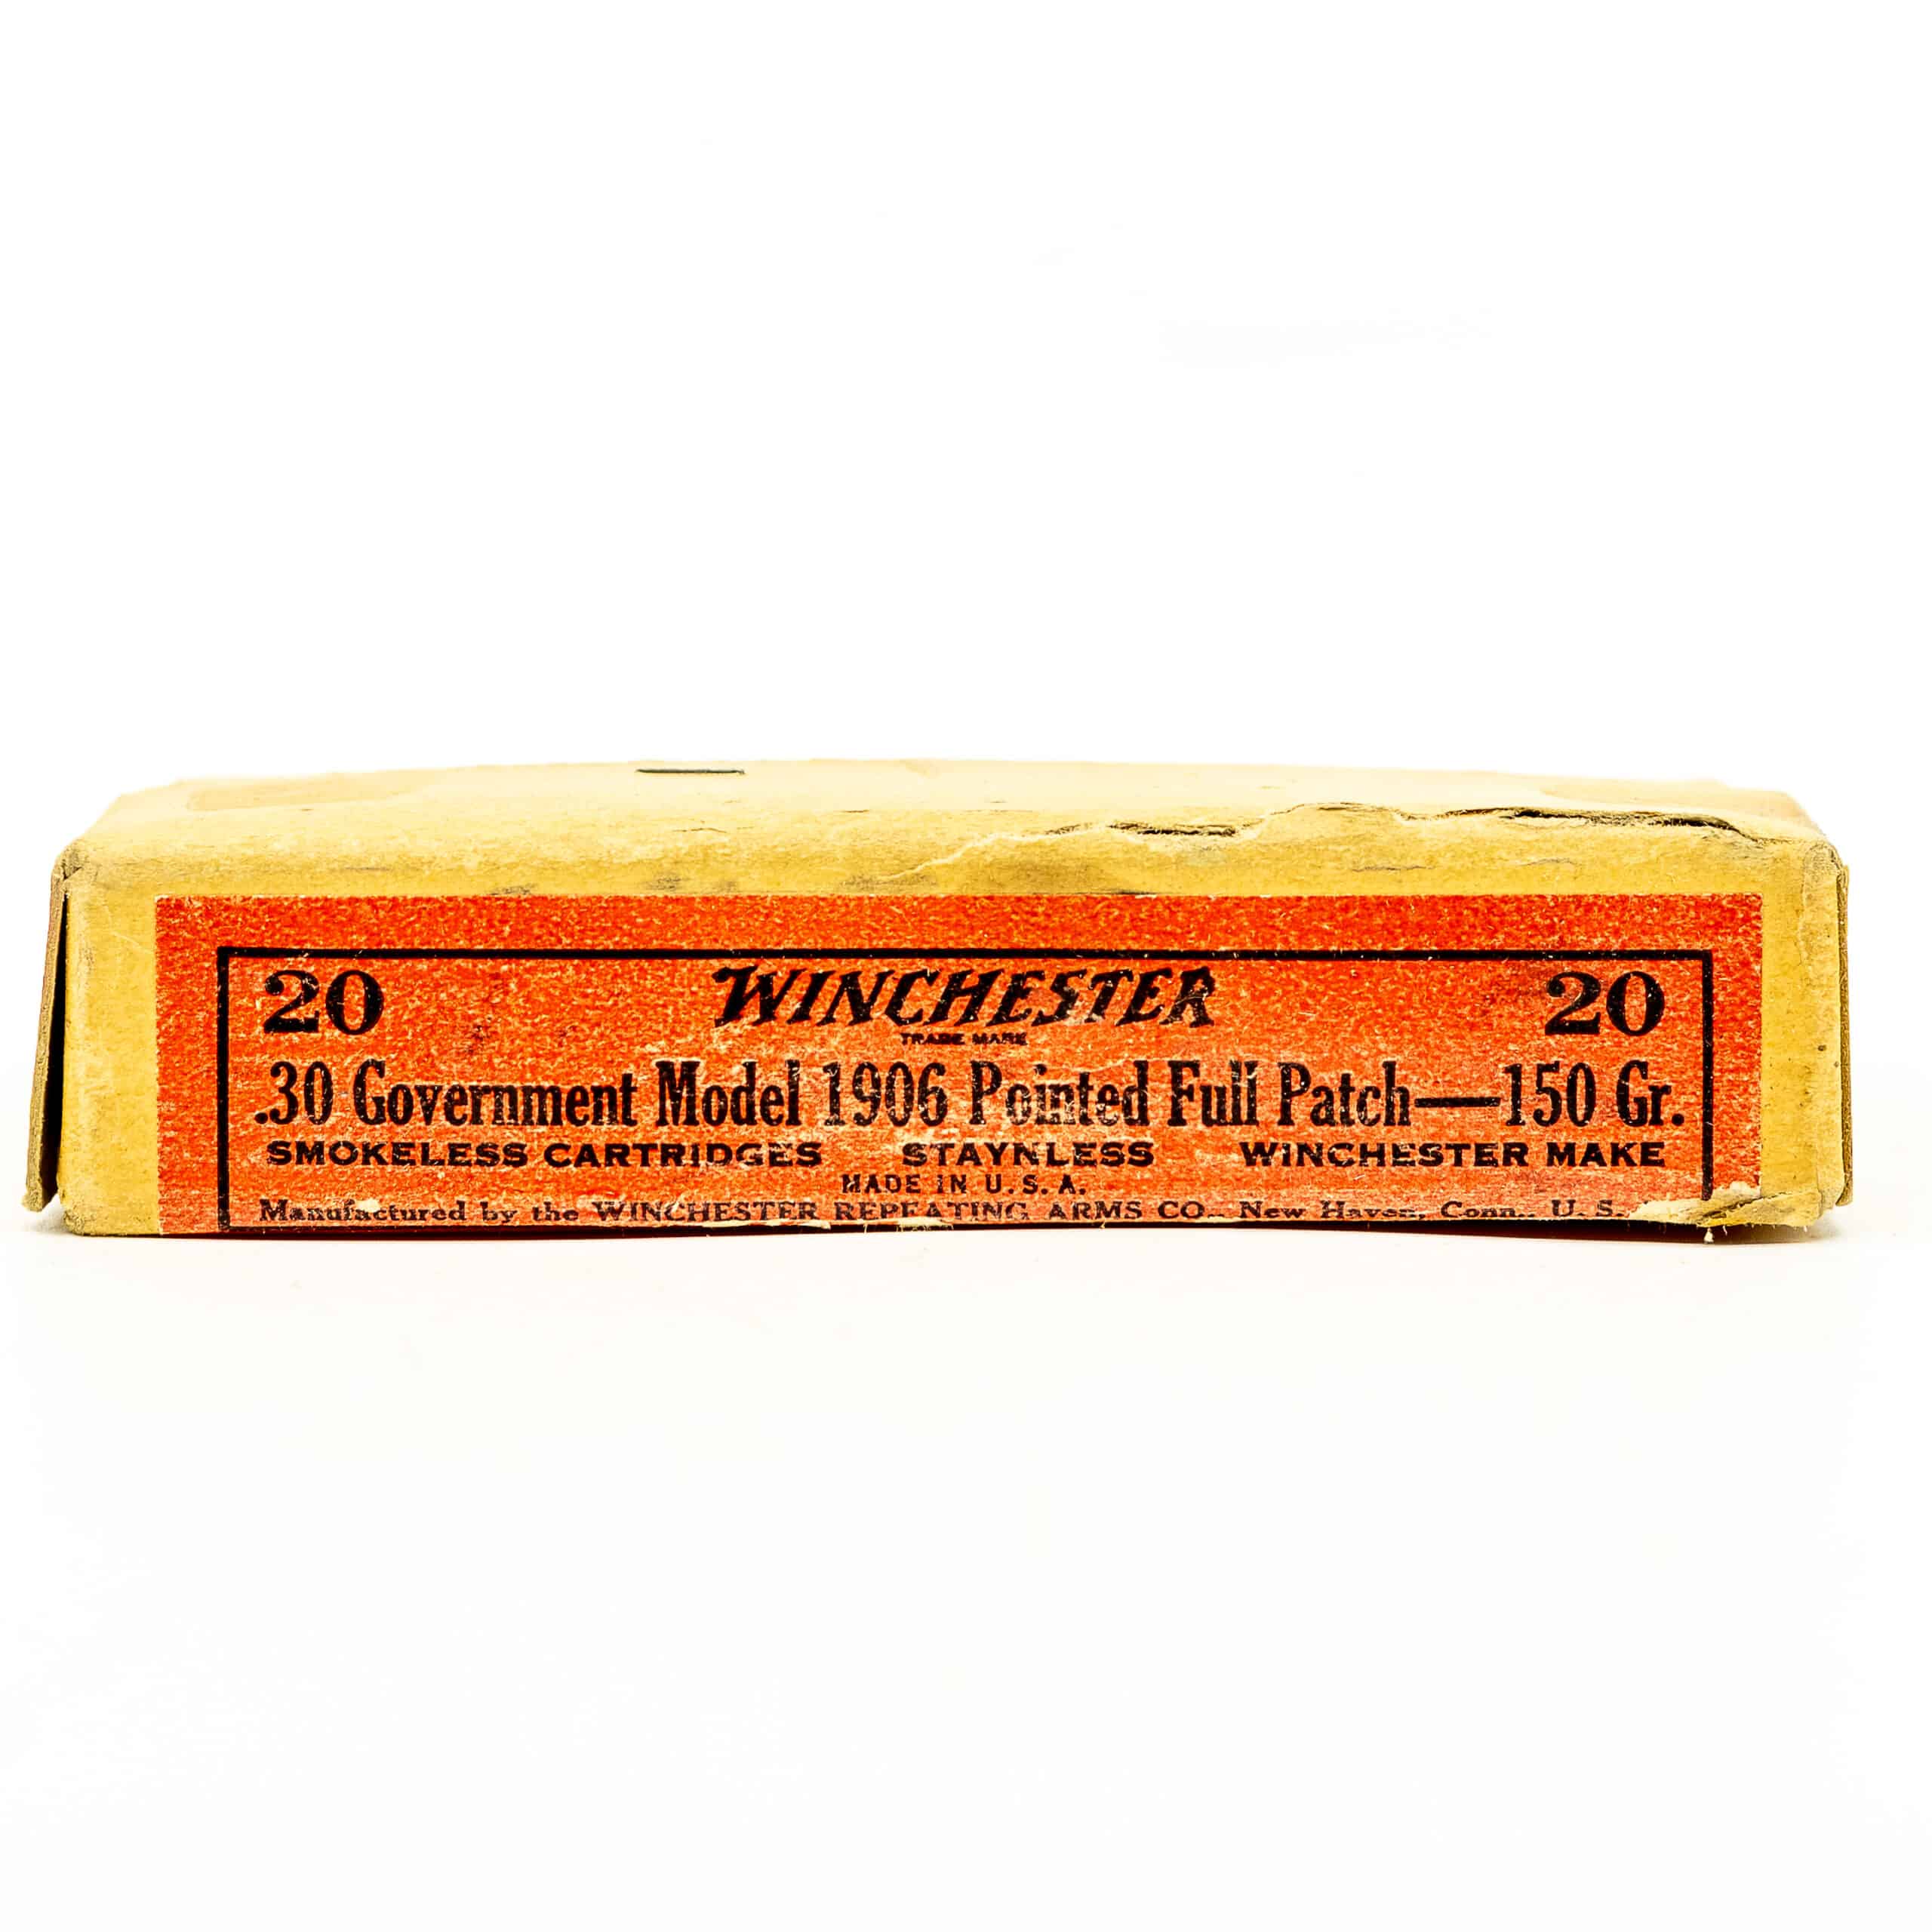 20 WINCHESTER 20
TRADE MARK
.30 Government Model 1906 Pointed Full Patch—150 Gr.
SMOKELESS CARTRIDGES STAYNLESS WINCHESTER MAKE
MADE IN U.S.A.
Manufactured by the WINCHESTER REPEATING ARMS CO., New Haven, Conn., U. S.